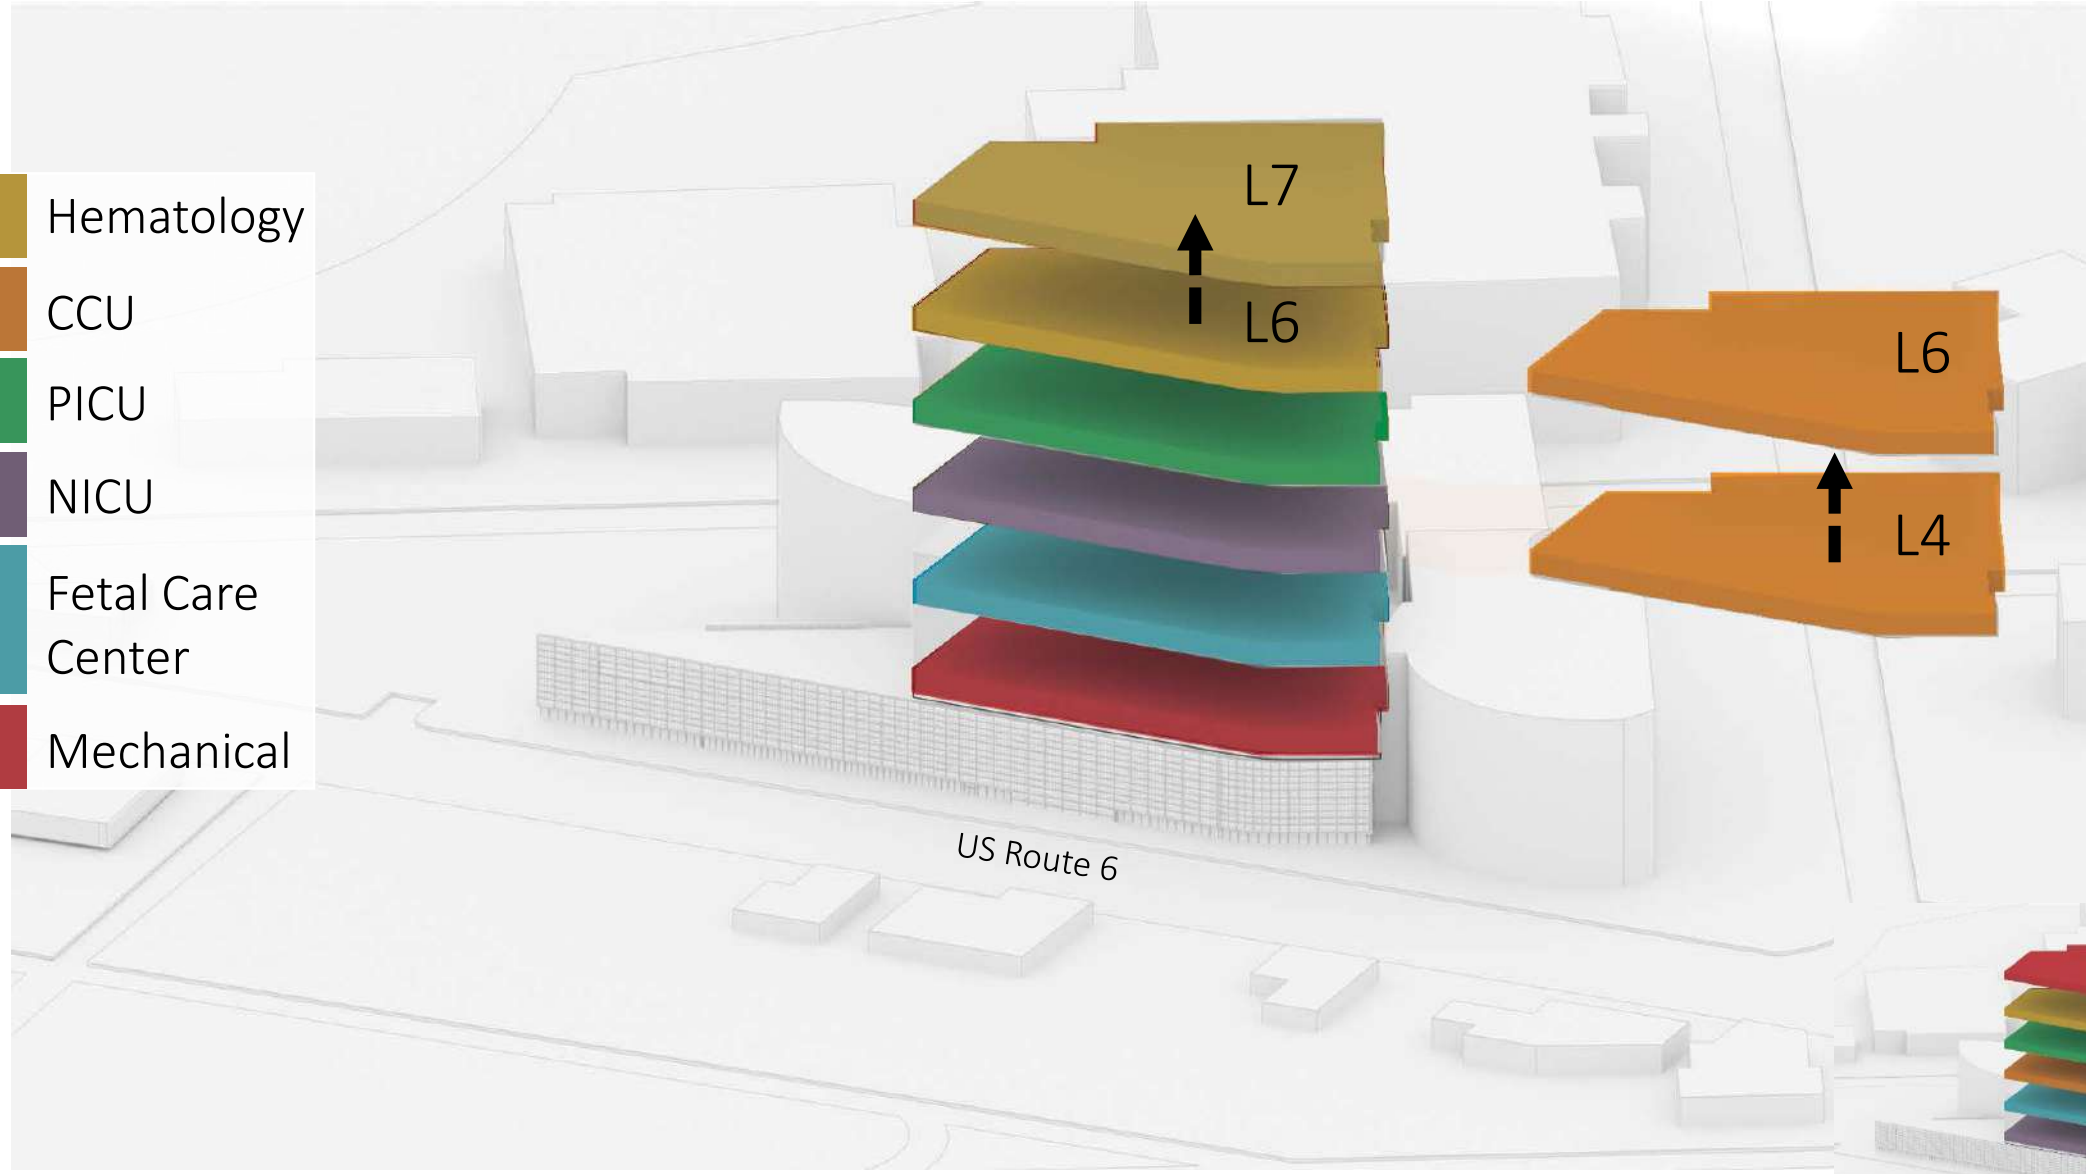 Hematology
CCU
PICU
NICU
Fetal Care
Center
Mechanical
L7
L6
L6
L4
US Route 6